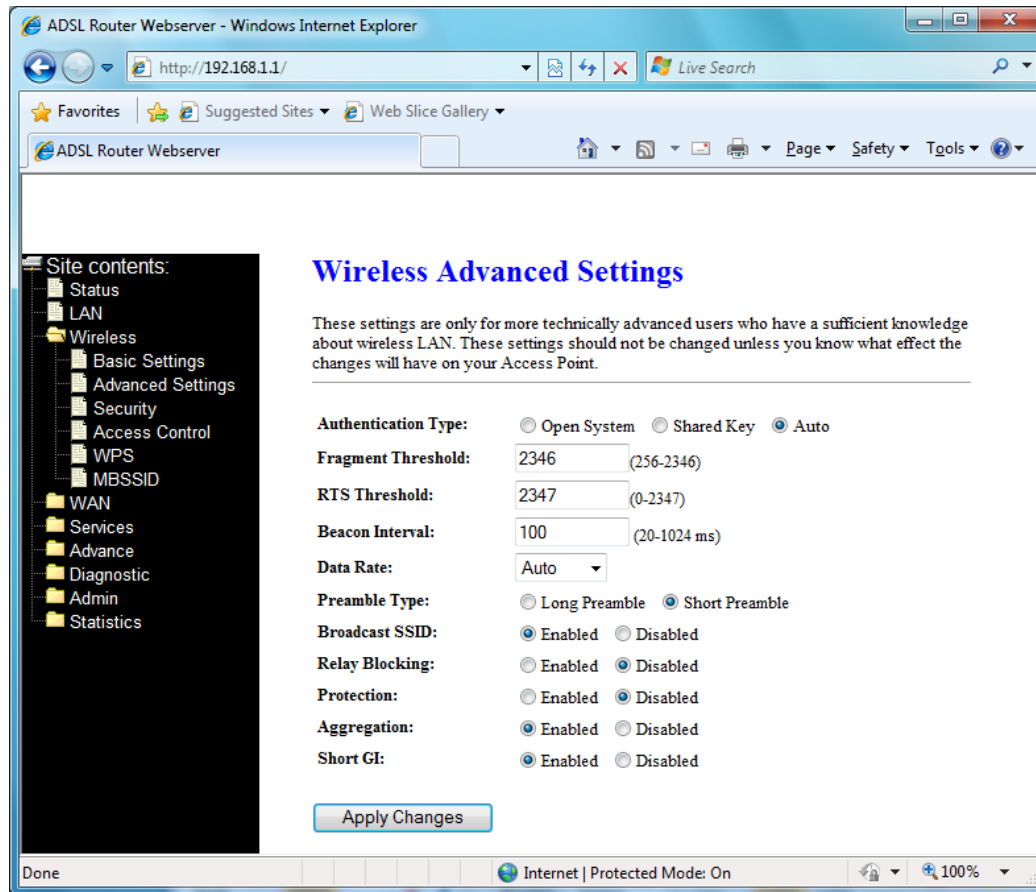 ADSL Router Webserver - Windows Internet Explorer
http://192.168.1.1/
Live Search
Favorites
Suggested Sites
Web Slice Gallery
ADSL Router Webserver
Page
Safety
Tools
Site contents:
Status
LAN
Wireless
Basic Settings
Advanced Settings
Security
Access Control
WPS
MBSSID
WAN
Services
Advance
Diagnostic
Admin
Statistics
Wireless Advanced Settings
These settings are only for more technically advanced users who have a sufficient knowledge
about wireless LAN. These settings should not be changed unless you know what effect the
changes will have on your Access Point.
Authentication Type: Open System Shared Key Auto
Fragment Threshold: 2346 (256-2346)
RTS Threshold: 2347 (0-2347)
Beacon Interval: 100 (20-1024 ms)
Data Rate: Auto
Preamble Type: Long Preamble Short Preamble
Broadcast SSID: Enabled Disabled
Relay Blocking: Enabled Disabled
Protection: Enabled Disabled
Aggregation: Enabled Disabled
Short GI: Enabled Disabled
Apply Changes
Done
Internet | Protected Mode: On
100%